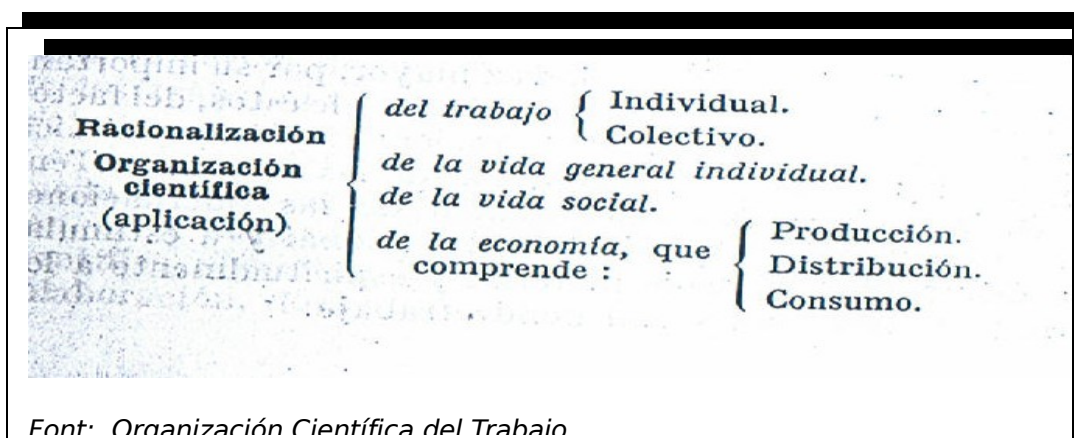 Racionalización
Organización
científica
(aplicación)
del trabajo
Individual.
Colectivo.
de la vida general individual.
de la vida social.
de la economía, que
comprende :
Producción.
Distribución.
Consumo.
Font: Organización Científica del Trabajo